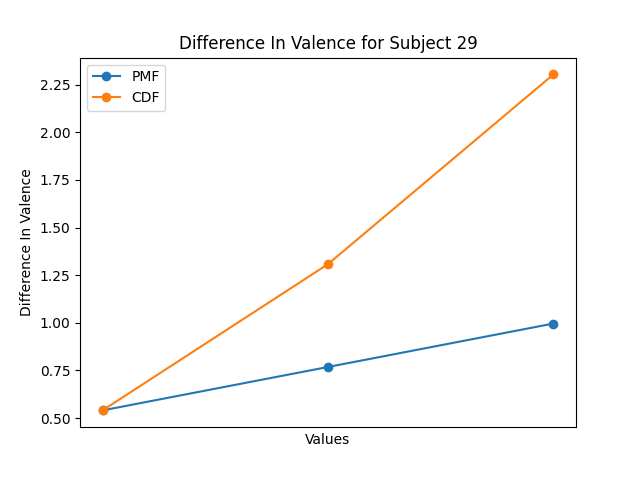 Difference In Valence for Subject 29
PMF
CDF
2.25
2.00
1.75
1.50
1.25
1.00
0.75
0.50
Difference In Valence
Values